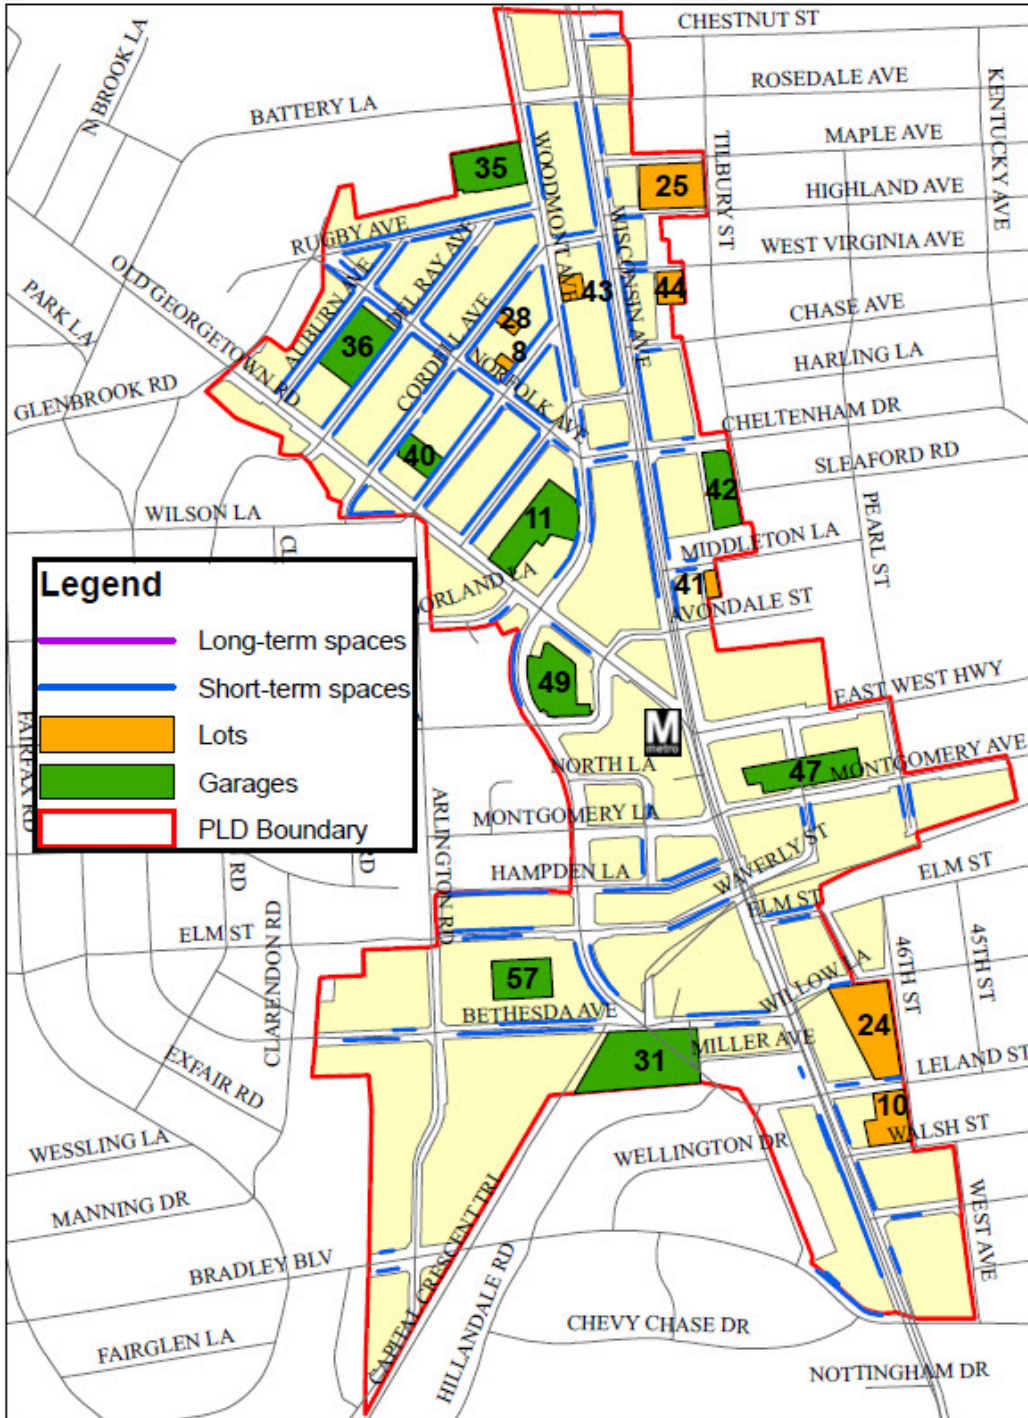 CHESTNUT ST
N BROOK LA
ROSEDALE AVE
KENTUCKY AVE
BATTERY LA
MAPLE AVE
WOODMONT AVE
TILBURY ST
35
25
HIGHLAND AVE
RUGBY AVE
DEL RAY AVE
WISCONSIN AVE
WEST VIRGINIA AVE
OLD GEORGETOWN RD
PARK LA
AUBURN AVE
43
44
CHASE AVE
28
36
CORDELL AVE
8
NORFOLK AVE
HARLING LA
GLENBROOK RD
CHELTENHAM DR
40
SLEAFORD RD
42
WILSON LA
11
PEARL ST
MIDDLETON LA
CL
ORLAND LA
41
AVONDALE ST
Legend
Long-term spaces
Short-term spaces
Lots
Garages
PLD Boundary
49
EAST WEST HWY
M
metro
FAIRFAX RD
NORTH LA
47
MONTGOMERY AVE
ARLINGTON RD
MONTGOMERY LA
RD
RD
HAMPDEN LA
WAVERLY ST
ELM ST
ELM ST
ELM ST
CLARENDON RD
46TH ST
45TH ST
57
WILLOW LA
BETHESDA AVE
24
EXFAIR RD
31
MILLER AVE
LELAND ST
10
WALSH ST
WESSLING LA
WELLINGTON DR
MANNING DR
WEST AVE
CAPITAL CRESCENT TRL
BRADLEY BLV
HILLANDALE RD
CHEVY CHASE DR
FAIRGLEN LA
NOTTINGHAM DR